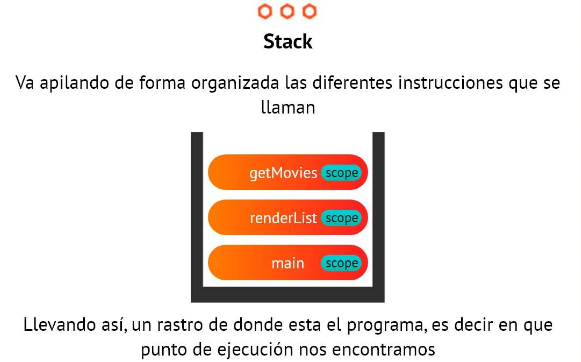 Stack
Va apilando de forma organizada las diferentes instrucciones que se
llaman
getMovies scope
renderList scope
main scope
Llevando así, un rastro de donde esta el programa, es decir en que
punto de ejecución nos encontramos